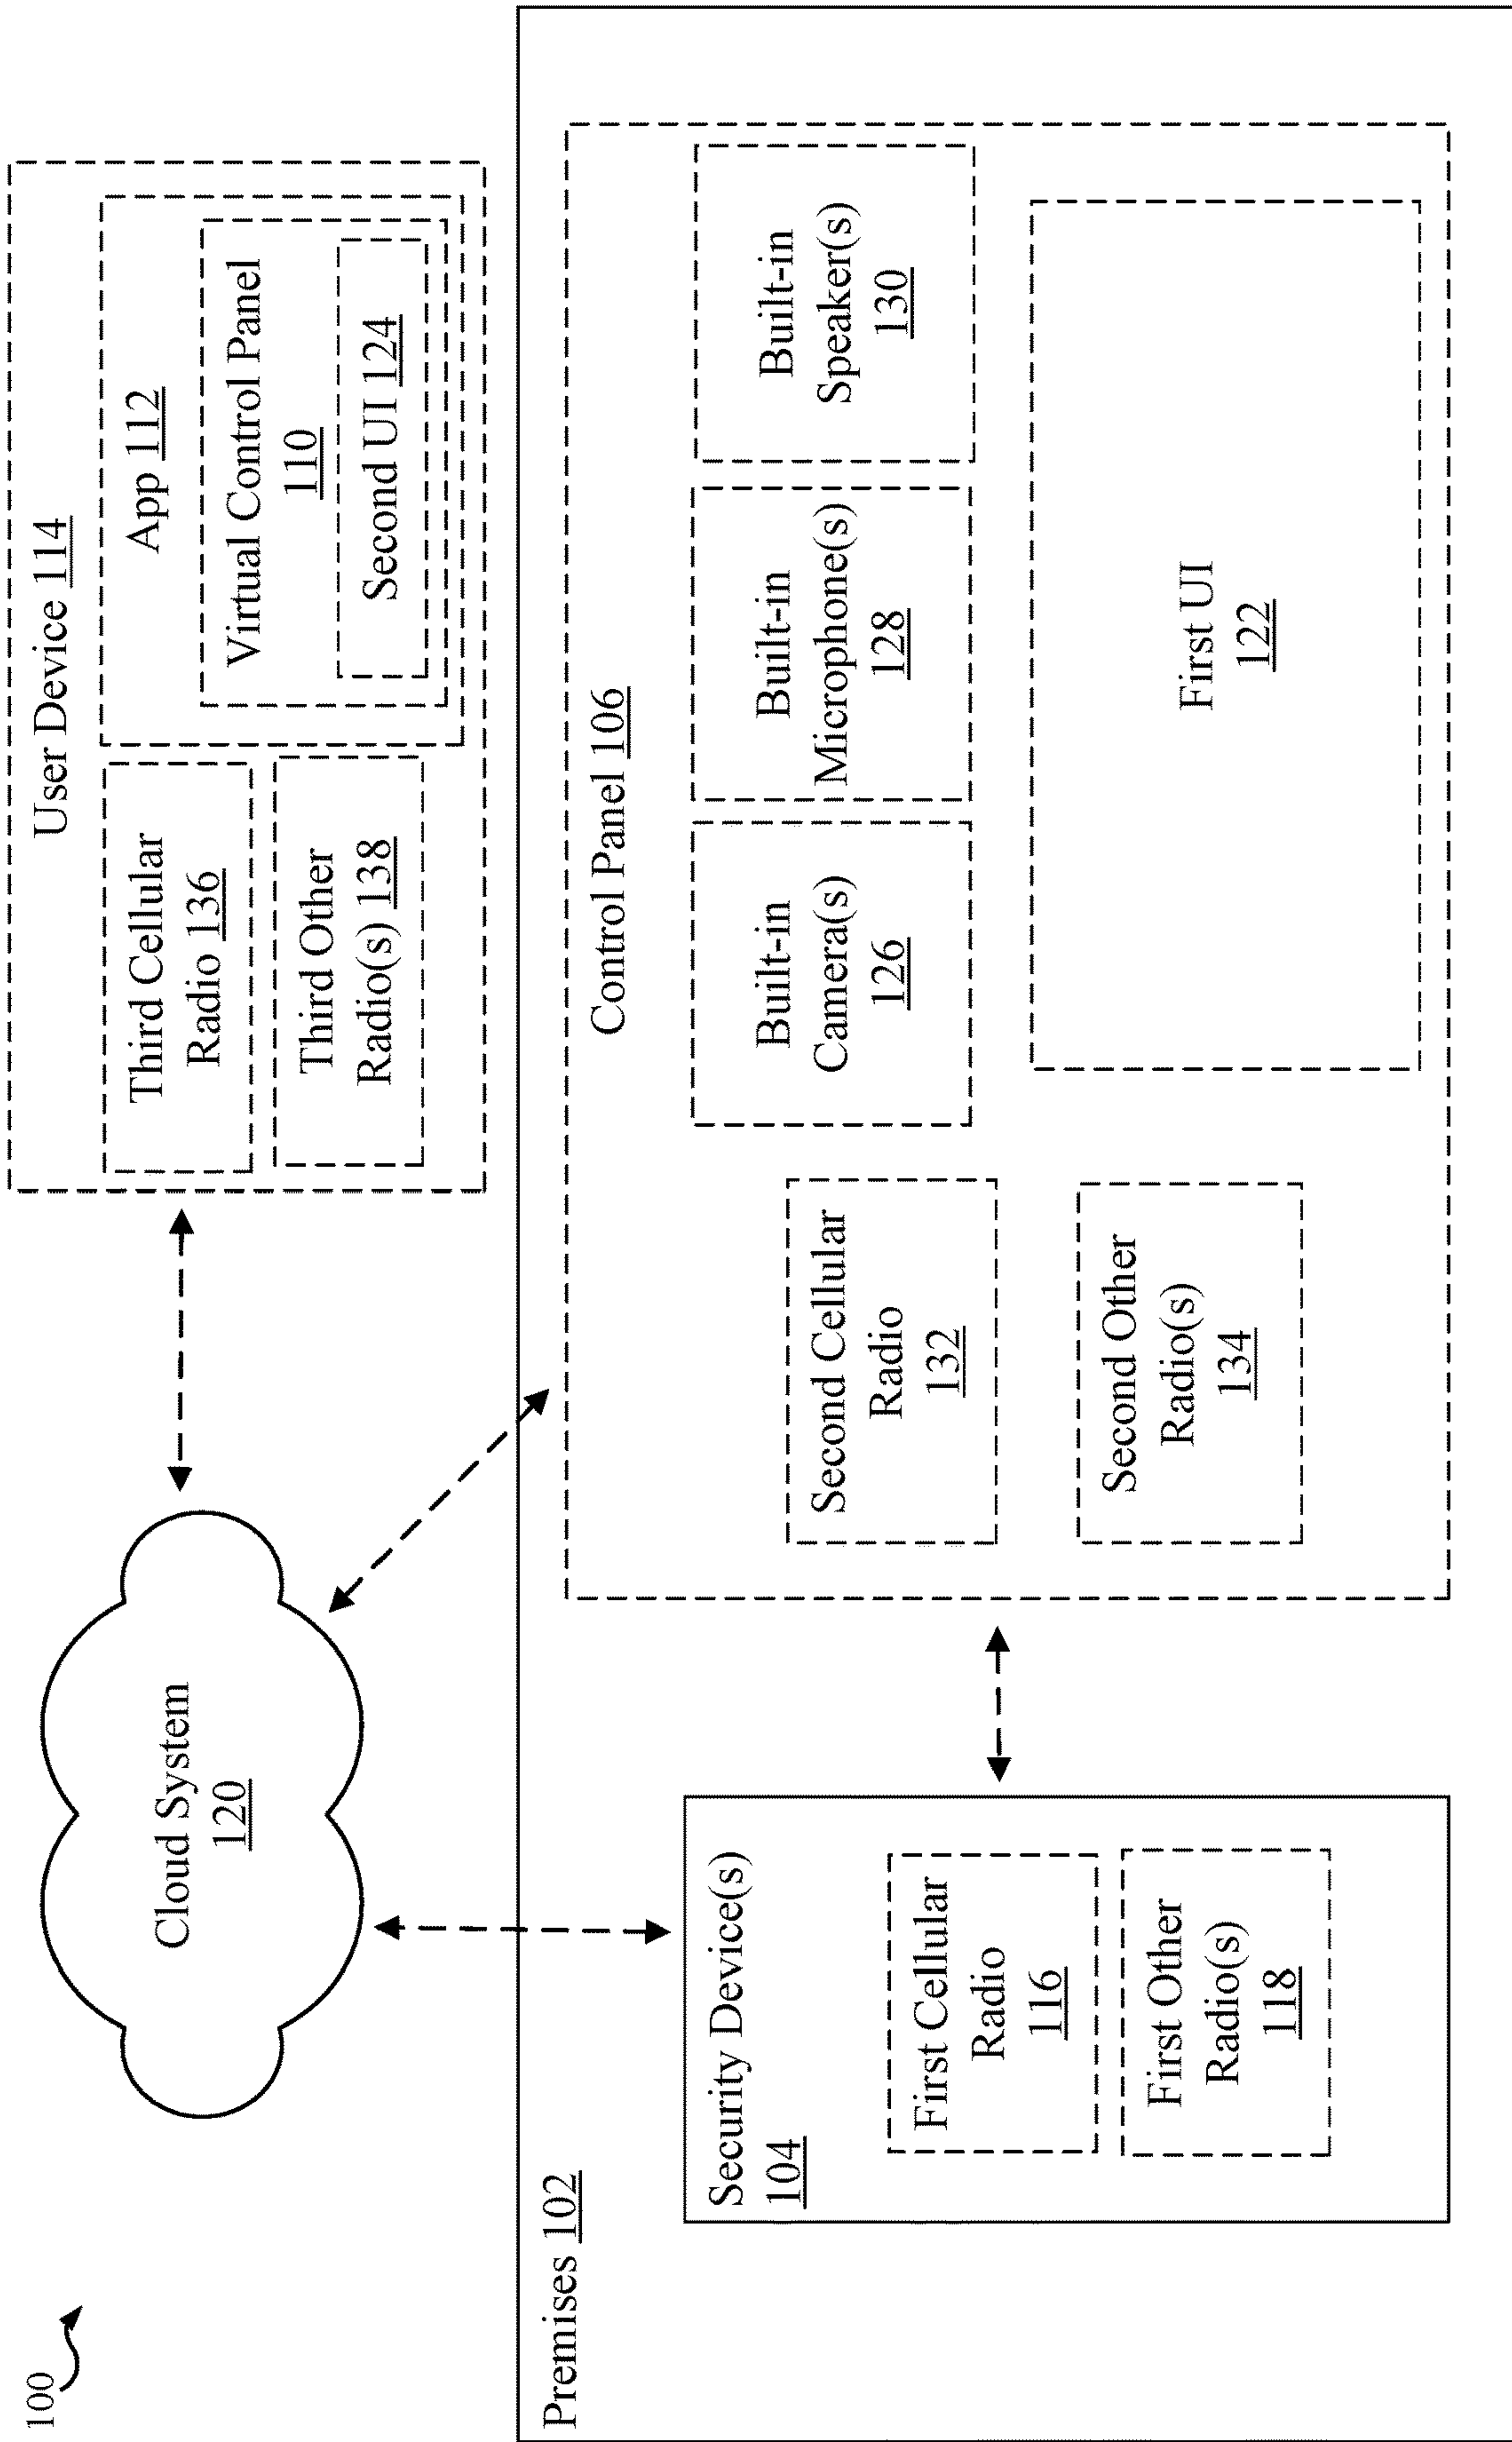 100
Cloud System
120
User Device 114
Third Cellular
Radio 136
Third Other
Radio(s) 138
App 112
Virtual Control Panel
110
Second UI 124
Premises 102
Security Device(s)
104
First Cellular
Radio
116
First Other
Radio(s)
118
Control Panel 106
Second Cellular
Radio
132
Second Other
Radio(s)
134
Built-in
Camera(s)
126
Built-in
Microphone(s)
128
Built-in
Speaker(s)
130
First UI
122